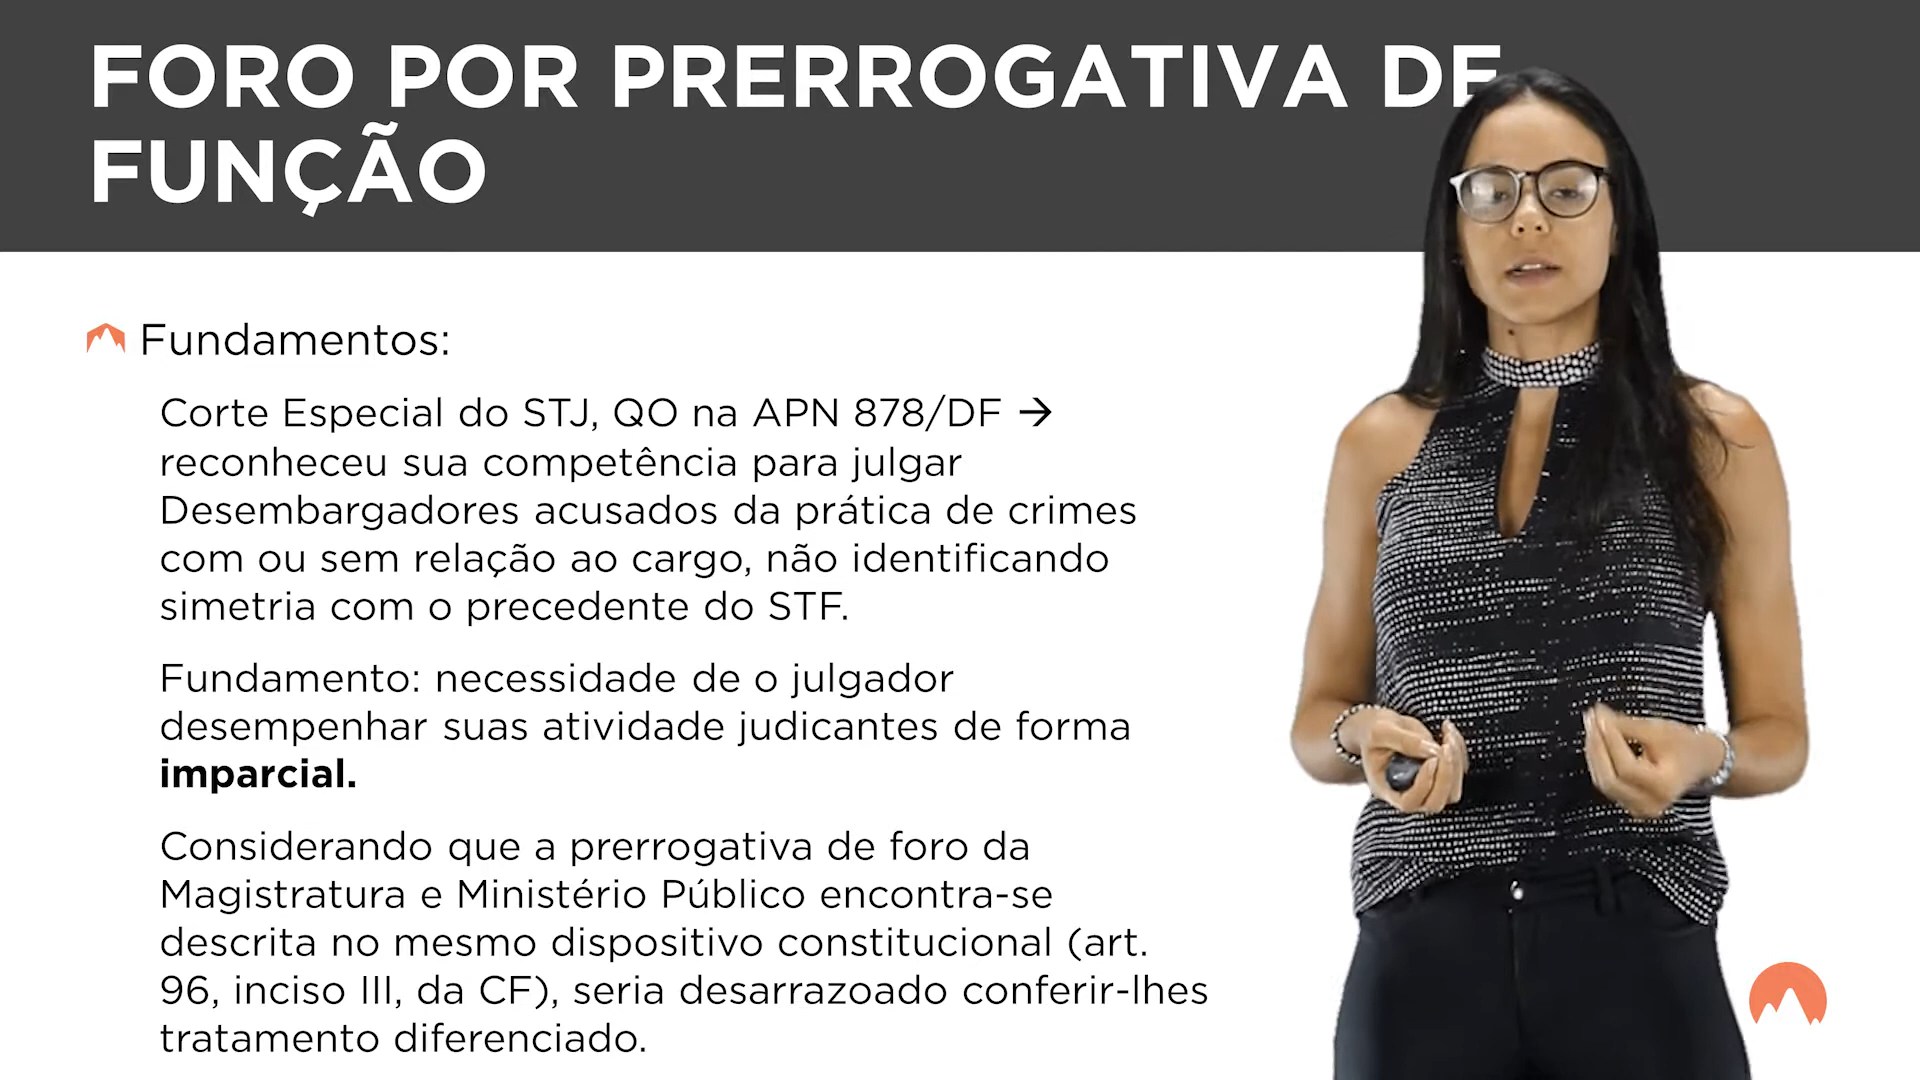 FORO POR PRERROGATIVA DE
FUNÇÃO
Fundamentos:
Corte Especial do STJ, QO na APN 878/DF →
reconheceu sua competência para julgar
Desembargadores acusados da prática de crimes
com ou sem relação ao cargo, não identificando
simetria com o precedente do STF.
Fundamento: necessidade de o julgador
desempenhar suas atividade judicantes de forma
imparcial.
Considerando que a prerrogativa de foro da
Magistratura e Ministério Público encontra-se
descrita no mesmo dispositivo constitucional (art.
96, inciso III, da CF), seria desarrazoado conferir-lhes
tratamento diferenciado.